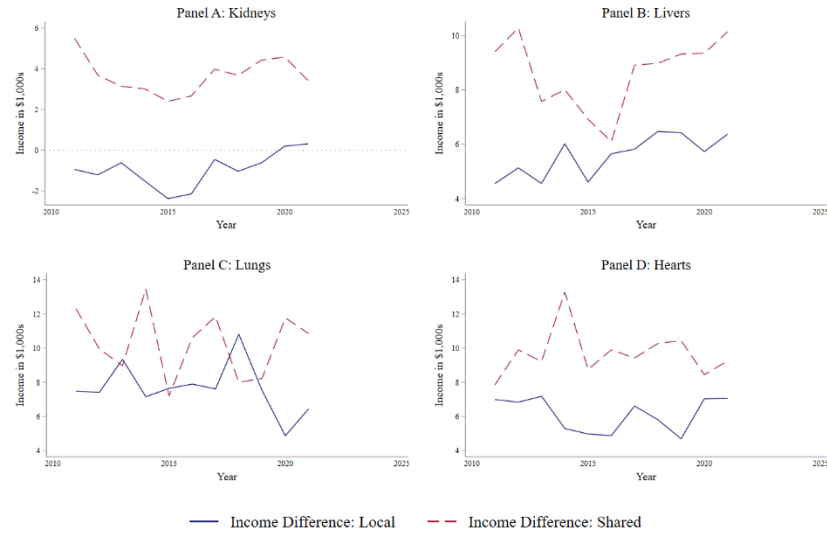 Panel A: Kidneys
Income in $1,000s
6
4
2
0
-2
2010
2015
2020
2025
Year
Panel B: Livers
Income in $1,000s
10
8
6
4
2010
2015
2020
2025
Year
Panel C: Lungs
Income in $1,000s
14
12
10
8
6
4
2010
2015
2020
2025
Year
Panel D: Hearts
Income in $1,000s
14
12
10
8
6
4
2010
2015
2020
2025
Year
Income Difference: Local
Income Difference: Shared